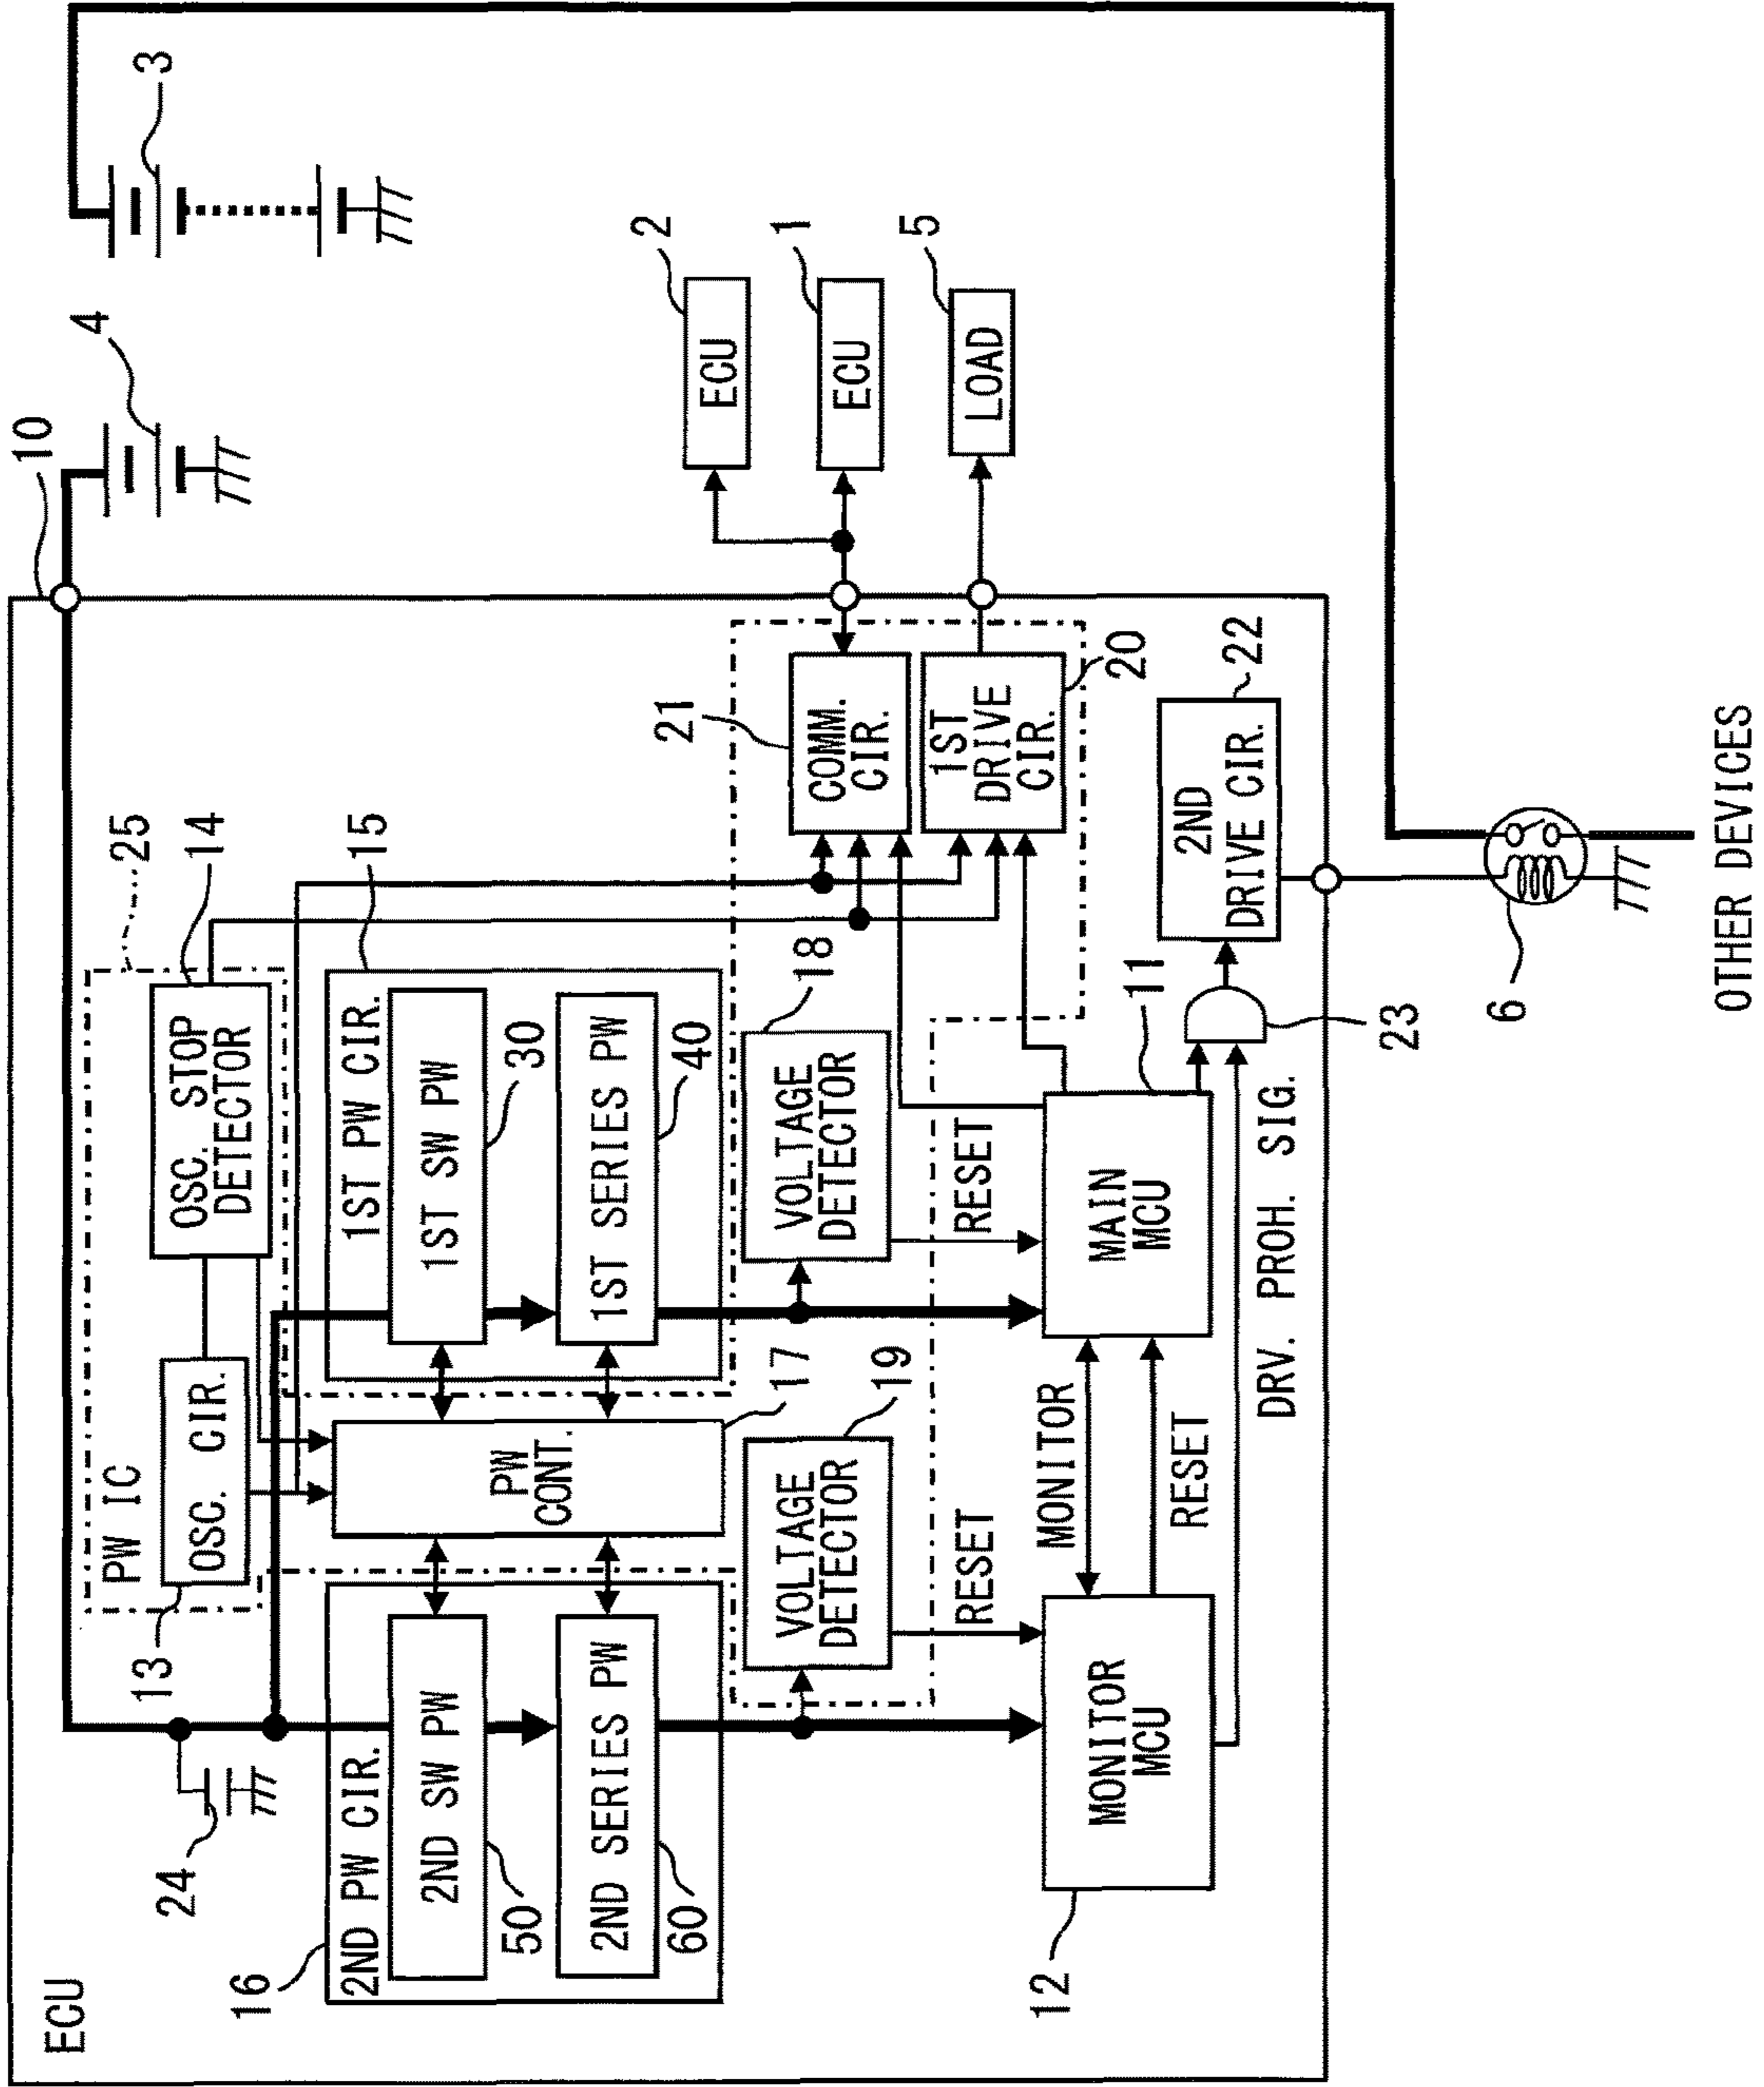 ECU
10
PW IC
25
4
3
24
13
OSC. CIR.
OSC. STOP
DETECTOR
14
16
2ND PW CIR.
2ND SW PW
50
2ND SERIES PW
60
PW
CONT.
17
1ST PW CIR.
15
1ST SW PW
30
1ST SERIES PW
40
VOLTAGE
DETECTOR
19
VOLTAGE
DETECTOR
18
21
COMM.
CIR.
1ST
DRIVE
CIR.
20
ECU
2
ECU
1
LOAD
5
RESET
RESET
12
MONITOR
MCU
MONITOR
RESET
MAIN
MCU
11
DRV. PROH. SIG.
23
2ND
DRIVE CIR.
22
6
OTHER DEVICES